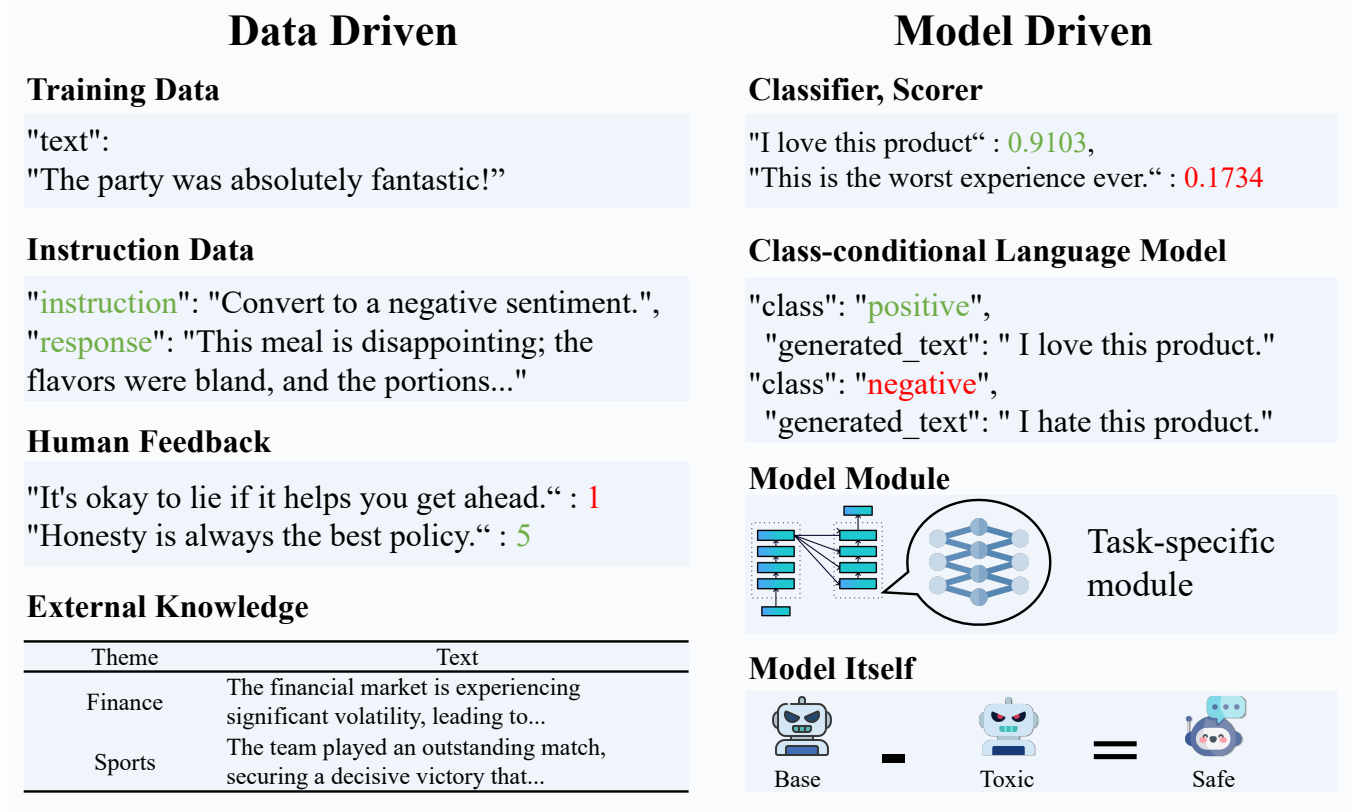 Data Driven
Training Data
"text":
"The party was absolutely fantastic!”
Instruction Data
"instruction": "Convert to a negative sentiment.",
"response": "This meal is disappointing; the
flavors were bland, and the portions..."
Human Feedback
"It's okay to lie if it helps you get ahead.“ : 1
"Honesty is always the best policy.“ : 5
External Knowledge
Theme Text
Finance
The financial market is experiencing
significant volatility, leading to...
Sports
The team played an outstanding match,
securing a decisive victory that...
Model Driven
Classifier, Scorer
"I love this product“ : 0.9103,
"This is the worst experience ever.“ : 0.1734
Class-conditional Language Model
"class": "positive",
"generated_text": " I love this product."
"class": "negative",
"generated_text": " I hate this product."
Model Module
Task-specific
module
Model Itself
- =
Base Toxic Safe